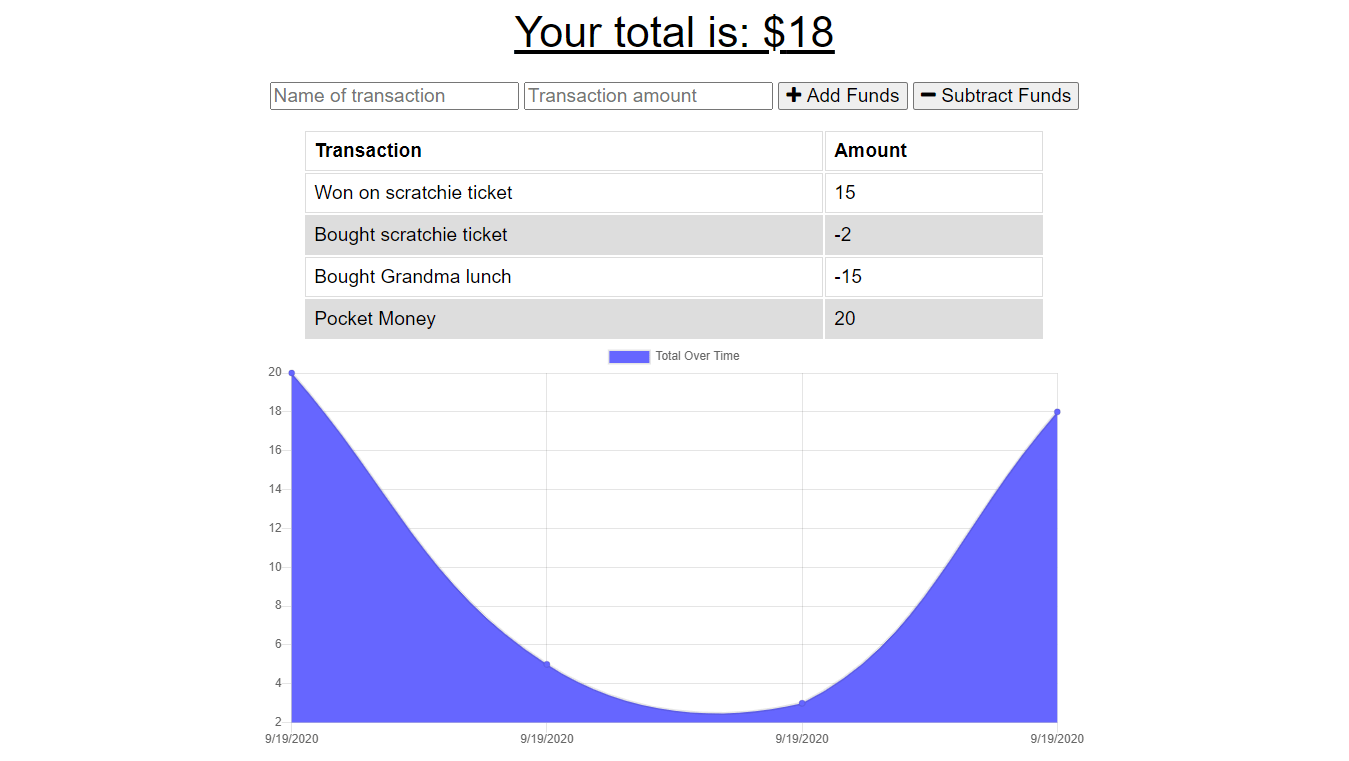 Your total is: $18
Name of transaction Transaction amount Add Funds Subtract Funds
Transaction Amount
Won on scratchie ticket 15
Bought scratchie ticket -2
Bought Grandma lunch -15
Pocket Money 20
Total Over Time
20
18
16
14
12
10
8
6
4
2
9/19/2020 9/19/2020 9/19/2020 9/19/2020